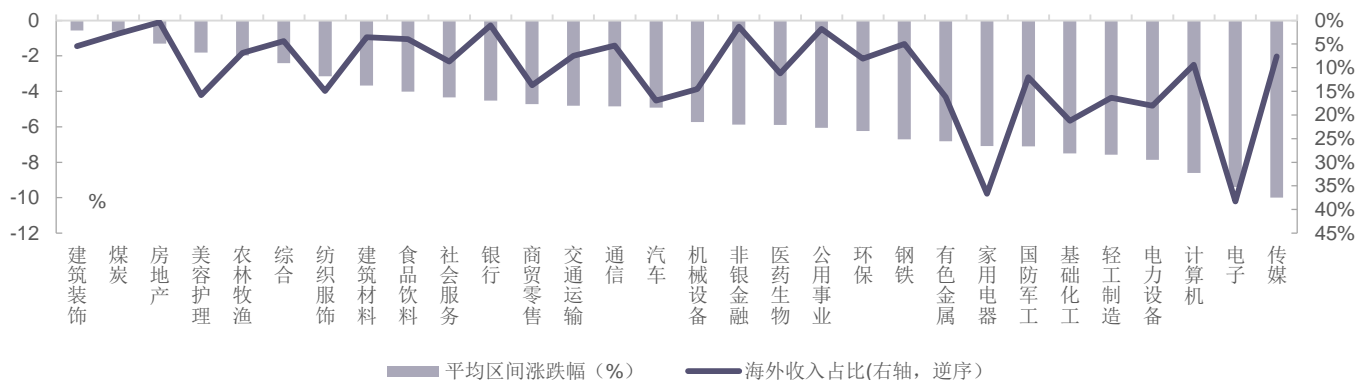 0
-2
-4
-6
-8
-10
-12
%
0%
5%
10%
15%
20%
25%
30%
35%
40%
45%
建筑装饰
煤炭
房地产
美容护理
农林牧渔
综合
纺织服饰
建筑材料
食品饮料
社会服务
银行
商贸零售
交通运输
通信
汽车
机械设备
非银金融
医药生物
公用事业
环保
钢铁
有色金属
家用电器
国防军工
基础化工
轻工制造
电力设备
计算机
电子
传媒
平均区间涨跌幅（%）
海外收入占比(右轴，逆序）